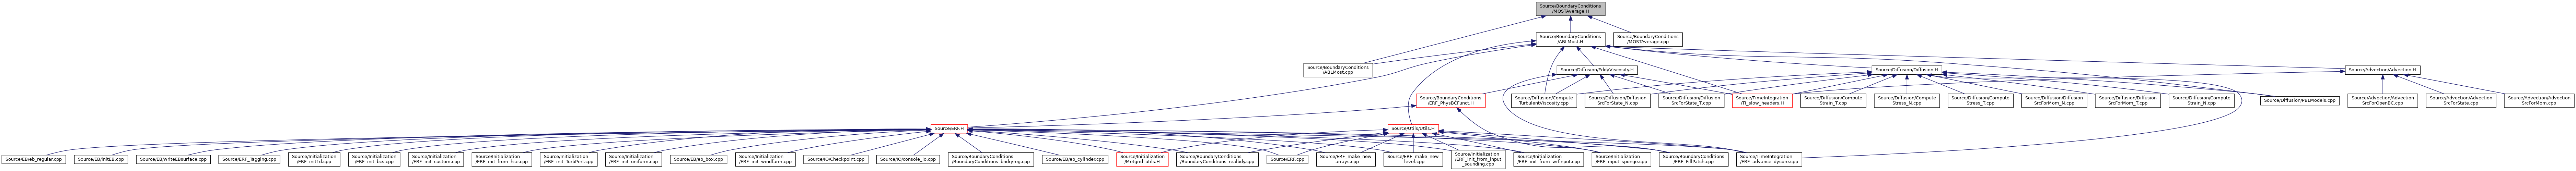 Source/BoundaryConditions
/MOSTAverage.H
Source/BoundaryConditions
/ABLMost.H
Source/BoundaryConditions
/MOSTAverage.cpp
Source/BoundaryConditions
/ABLMost.cpp
Source/Diffusion/EddyViscosity.H
Source/Diffusion/Diffusion.H
Source/Advection/Advection.H
Source/BoundaryConditions
/ERF_PhysBCFunct.H
Source/Diffusion/Compute
TurbulentViscosity.cpp
Source/Diffusion/Diffusion
SrcForState_N.cpp
Source/Diffusion/Diffusion
SrcForState_T.cpp
Source/TimeIntegration
/TI_slow_headers.H
Source/Diffusion/Compute
Strain_T.cpp
Source/Diffusion/Compute
Stress_N.cpp
Source/Diffusion/Compute
Stress_T.cpp
Source/Diffusion/Diffusion
SrcForMom_N.cpp
Source/Diffusion/Diffusion
SrcForMom_T.cpp
Source/Diffusion/Compute
Strain_N.cpp
Source/Diffusion/PBLModels.cpp
Source/Advection/Advection
SrcForOpenBC.cpp
Source/Advection/Advection
SrcForState.cpp
Source/Advection/Advection
SrcForMom.cpp
Source/ERF.H
Source/Utils/Utils.H
Source/EB/eb_regular.cpp
Source/EB/initEB.cpp
Source/EB/writeEBsurface.cpp
Source/ERF_Tagging.cpp
Source/Initialization
/ERF_init1d.cpp
Source/Initialization
/ERF_init_bcs.cpp
Source/Initialization
/ERF_init_custom.cpp
Source/Initialization
/ERF_init_from_hse.cpp
Source/Initialization
/ERF_init_TurbPert.cpp
Source/Initialization
/ERF_init_uniform.cpp
Source/EB/eb_box.cpp
Source/Initialization
/ERF_init_windfarm.cpp
Source/IO/Checkpoint.cpp
Source/IO/console_io.cpp
Source/BoundaryConditions
/BoundaryConditions_bndryreg.cpp
Source/EB/eb_cylinder.cpp
Source/Initialization
/Metgrid_utils.H
Source/BoundaryConditions
/BoundaryConditions_realbdy.cpp
Source/ERF.cpp
Source/ERF_make_new
_arrays.cpp
Source/ERF_make_new
_level.cpp
Source/Initialization
/ERF_init_from_input
_sounding.cpp
Source/Initialization
/ERF_init_from_wrfinput.cpp
Source/Initialization
/ERF_input_sponge.cpp
Source/BoundaryConditions
/ERF_FillPatch.cpp
Source/TimeIntegration
/ERF_advance_dycore.cpp